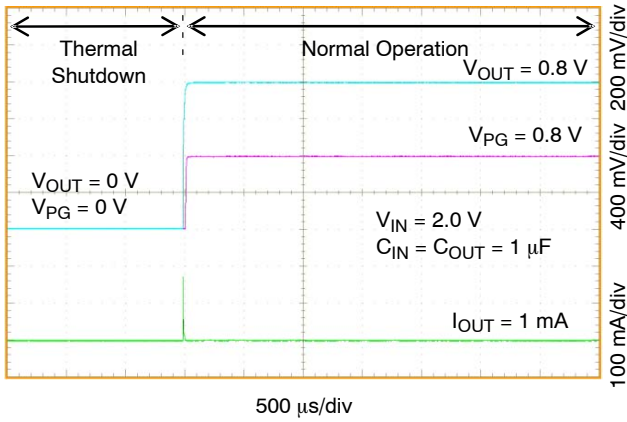 Thermal
Shutdown
Normal Operation
VOUT = 0.8 V
VPG = 0.8 V
VOUT = 0 V
VPG = 0 V
VIN = 2.0 V
CIN = COUT = 1 μF
IOUT = 1 mA
200 mV/div
400 mV/div
100 mA/div
500 μs/div